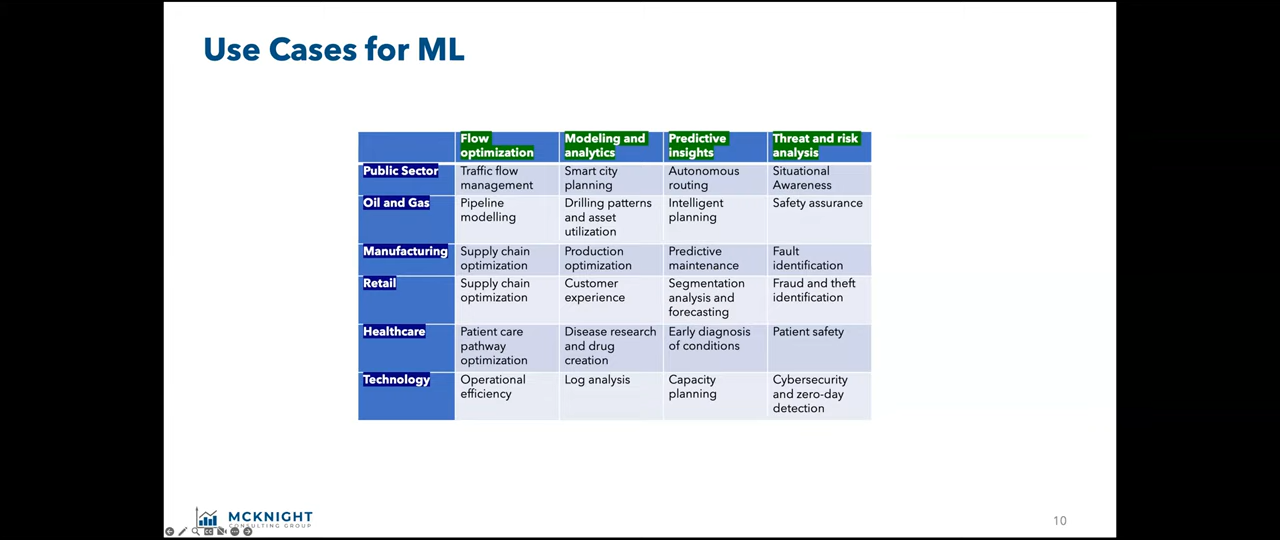 Use Cases for ML
Flow
optimization
Modeling and
analytics
Predictive
insights
Threat and risk
analysis
Public Sector
Traffic flow
management
Smart city
planning
Autonomous
routing
Situational
Awareness
Oil and Gas
Pipeline
modelling
Drilling patterns
and asset
utilization
Intelligent
planning
Safety assurance
Manufacturing
Supply chain
optimization
Production
optimization
Predictive
maintenance
Fault
identification
Retail
Supply chain
optimization
Customer
experience
Segmentation
analysis and
forecasting
Fraud and theft
identification
Healthcare
Patient care
pathway
optimization
Disease research
and drug
creation
Early diagnosis
of conditions
Patient safety
Technology
Operational
efficiency
Log analysis
Capacity
planning
Cybersecurity
and zero-day
detection
MCKNIGHT
CONSULTING GROUP
10